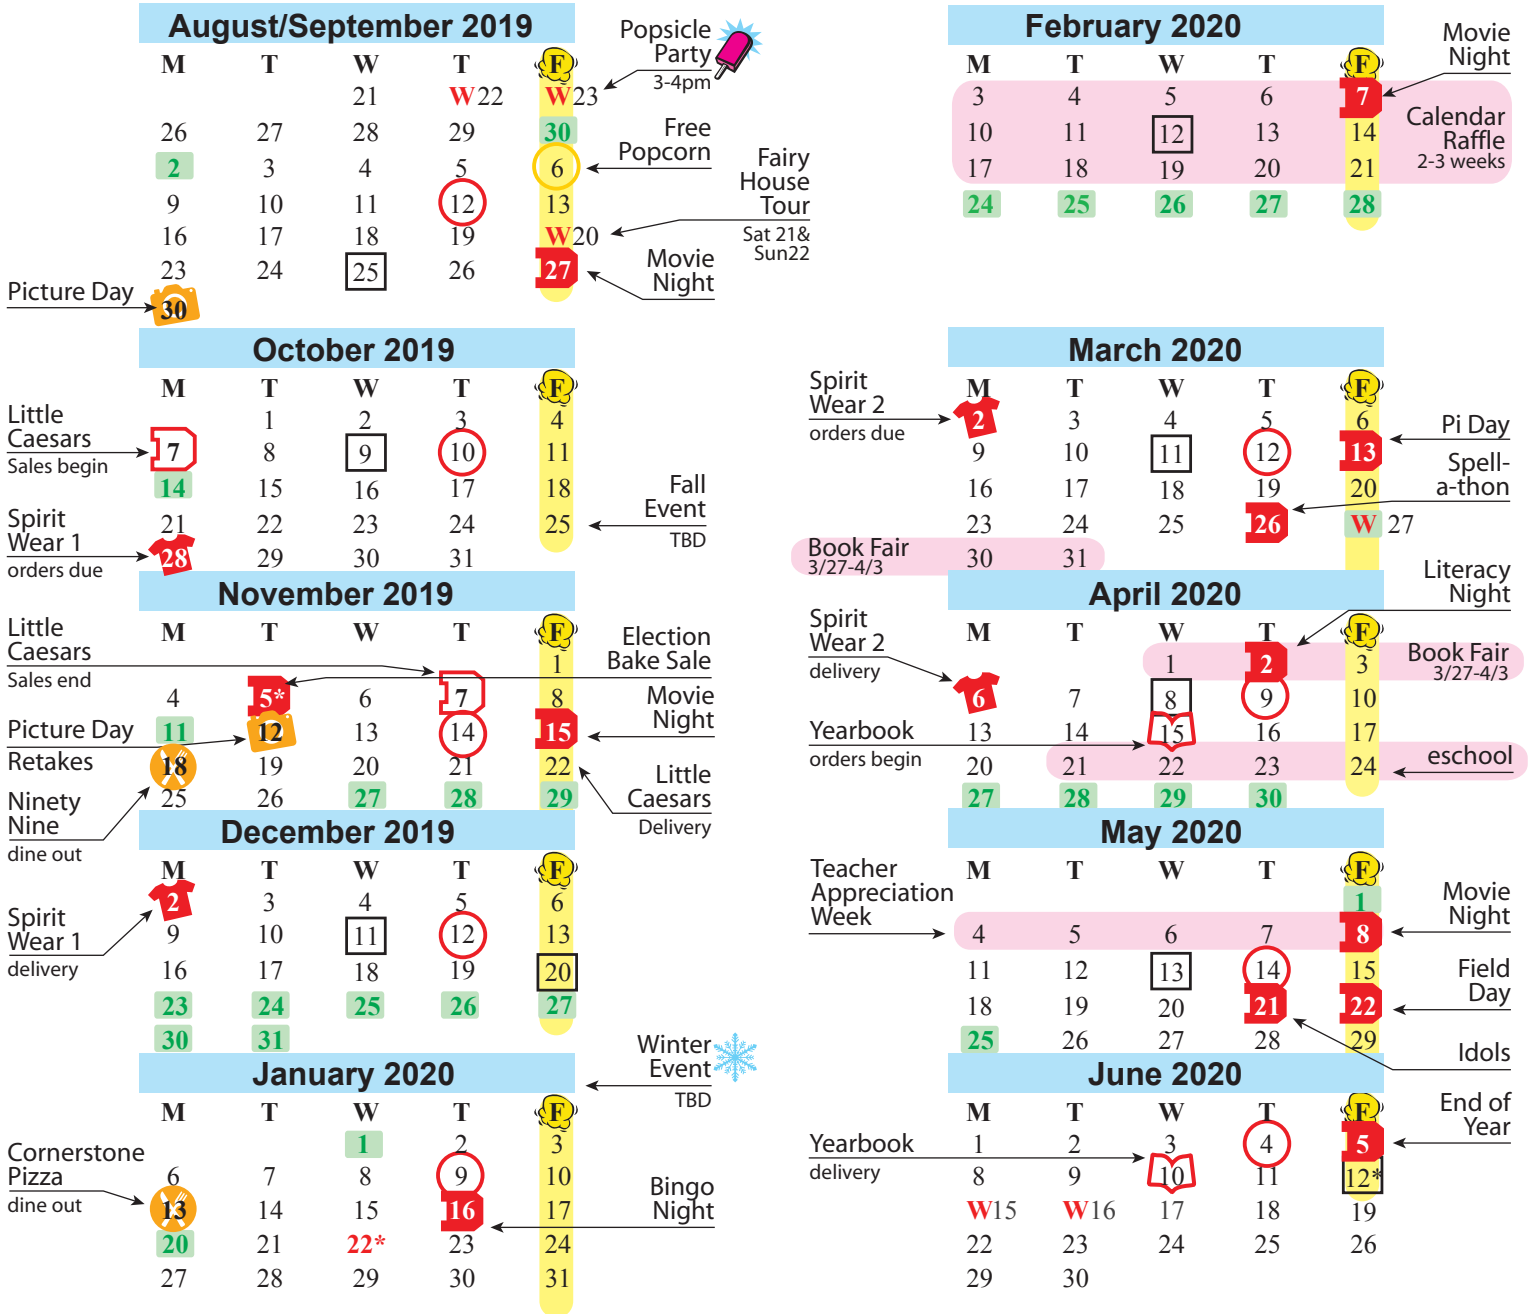 August/September 2019
M T W T F
21 W22 W23
26 27 28 29 30
2 3 4 5 6
9 10 11 12 13
16 17 18 19 W20
23 24 25 26 27
30
Popsicle
Party
3-4pm
Free
Popcorn
Fairy
House
Tour
Sat 21&
Sun22
Movie
Night
Picture Day
October 2019
M T W T F
1 2 3 4
7 8 9 10 11
14 15 16 17 18
21 22 23 24 25
28 29 30 31
Little
Caesars
Sales begin
Spirit
Wear 1
orders due
Fall
Event
TBD
November 2019
M T W T F
1
4 5* 6 7 8
11 12 13 14 15
18 19 20 21 22
25 26 27 28 29
Little
Caesars
Sales end
Picture Day
Retakes
Ninety
Nine
dine out
Election
Bake Sale
Movie
Night
Little
Caesars
Delivery
December 2019
M T W T F
2 3 4 5 6
9 10 11 12 13
16 17 18 19 20
23 24 25 26 27
30 31
Spirit
Wear 1
delivery
Winter
Event
TBD
January 2020
M T W T F
1 2 3
6 7 8 9 10
13 14 15 16 17
20 21 22* 23 24
27 28 29 30 31
Cornerstone
Pizza
dine out
Bingo
Night
February 2020
M T W T F
3 4 5 6 7
10 11 12 13 14
17 18 19 20 21
24 25 26 27 28
Movie
Night
Calendar
Raffle
2-3 weeks
March 2020
M T W T F
2 3 4 5 6
9 10 11 12 13
16 17 18 19 20
23 24 25 26 W 27
30 31
Spirit
Wear 2
orders due
Pi Day
Spell-
a-thon
Book Fair
3/27-4/3
April 2020
M T W T F
1 2 3
6 7 8 9 10
13 14 15 16 17
20 21 22 23 24
27 28 29 30
Literacy
Night
Spirit
Wear 2
delivery
Book Fair
3/27-4/3
Yearbook
orders begin
eschool
May 2020
M T W T F
1
4 5 6 7 8
11 12 13 14 15
18 19 20 21 22
25 26 27 28 29
Teacher
Appreciation
Week
Movie
Night
Field
Day
Idols
June 2020
M T W T F
1 2 3 4 5
8 9 10 11 12*
W15 W16 17 18 19
22 23 24 25 26
29 30
Yearbook
delivery
End of
Year